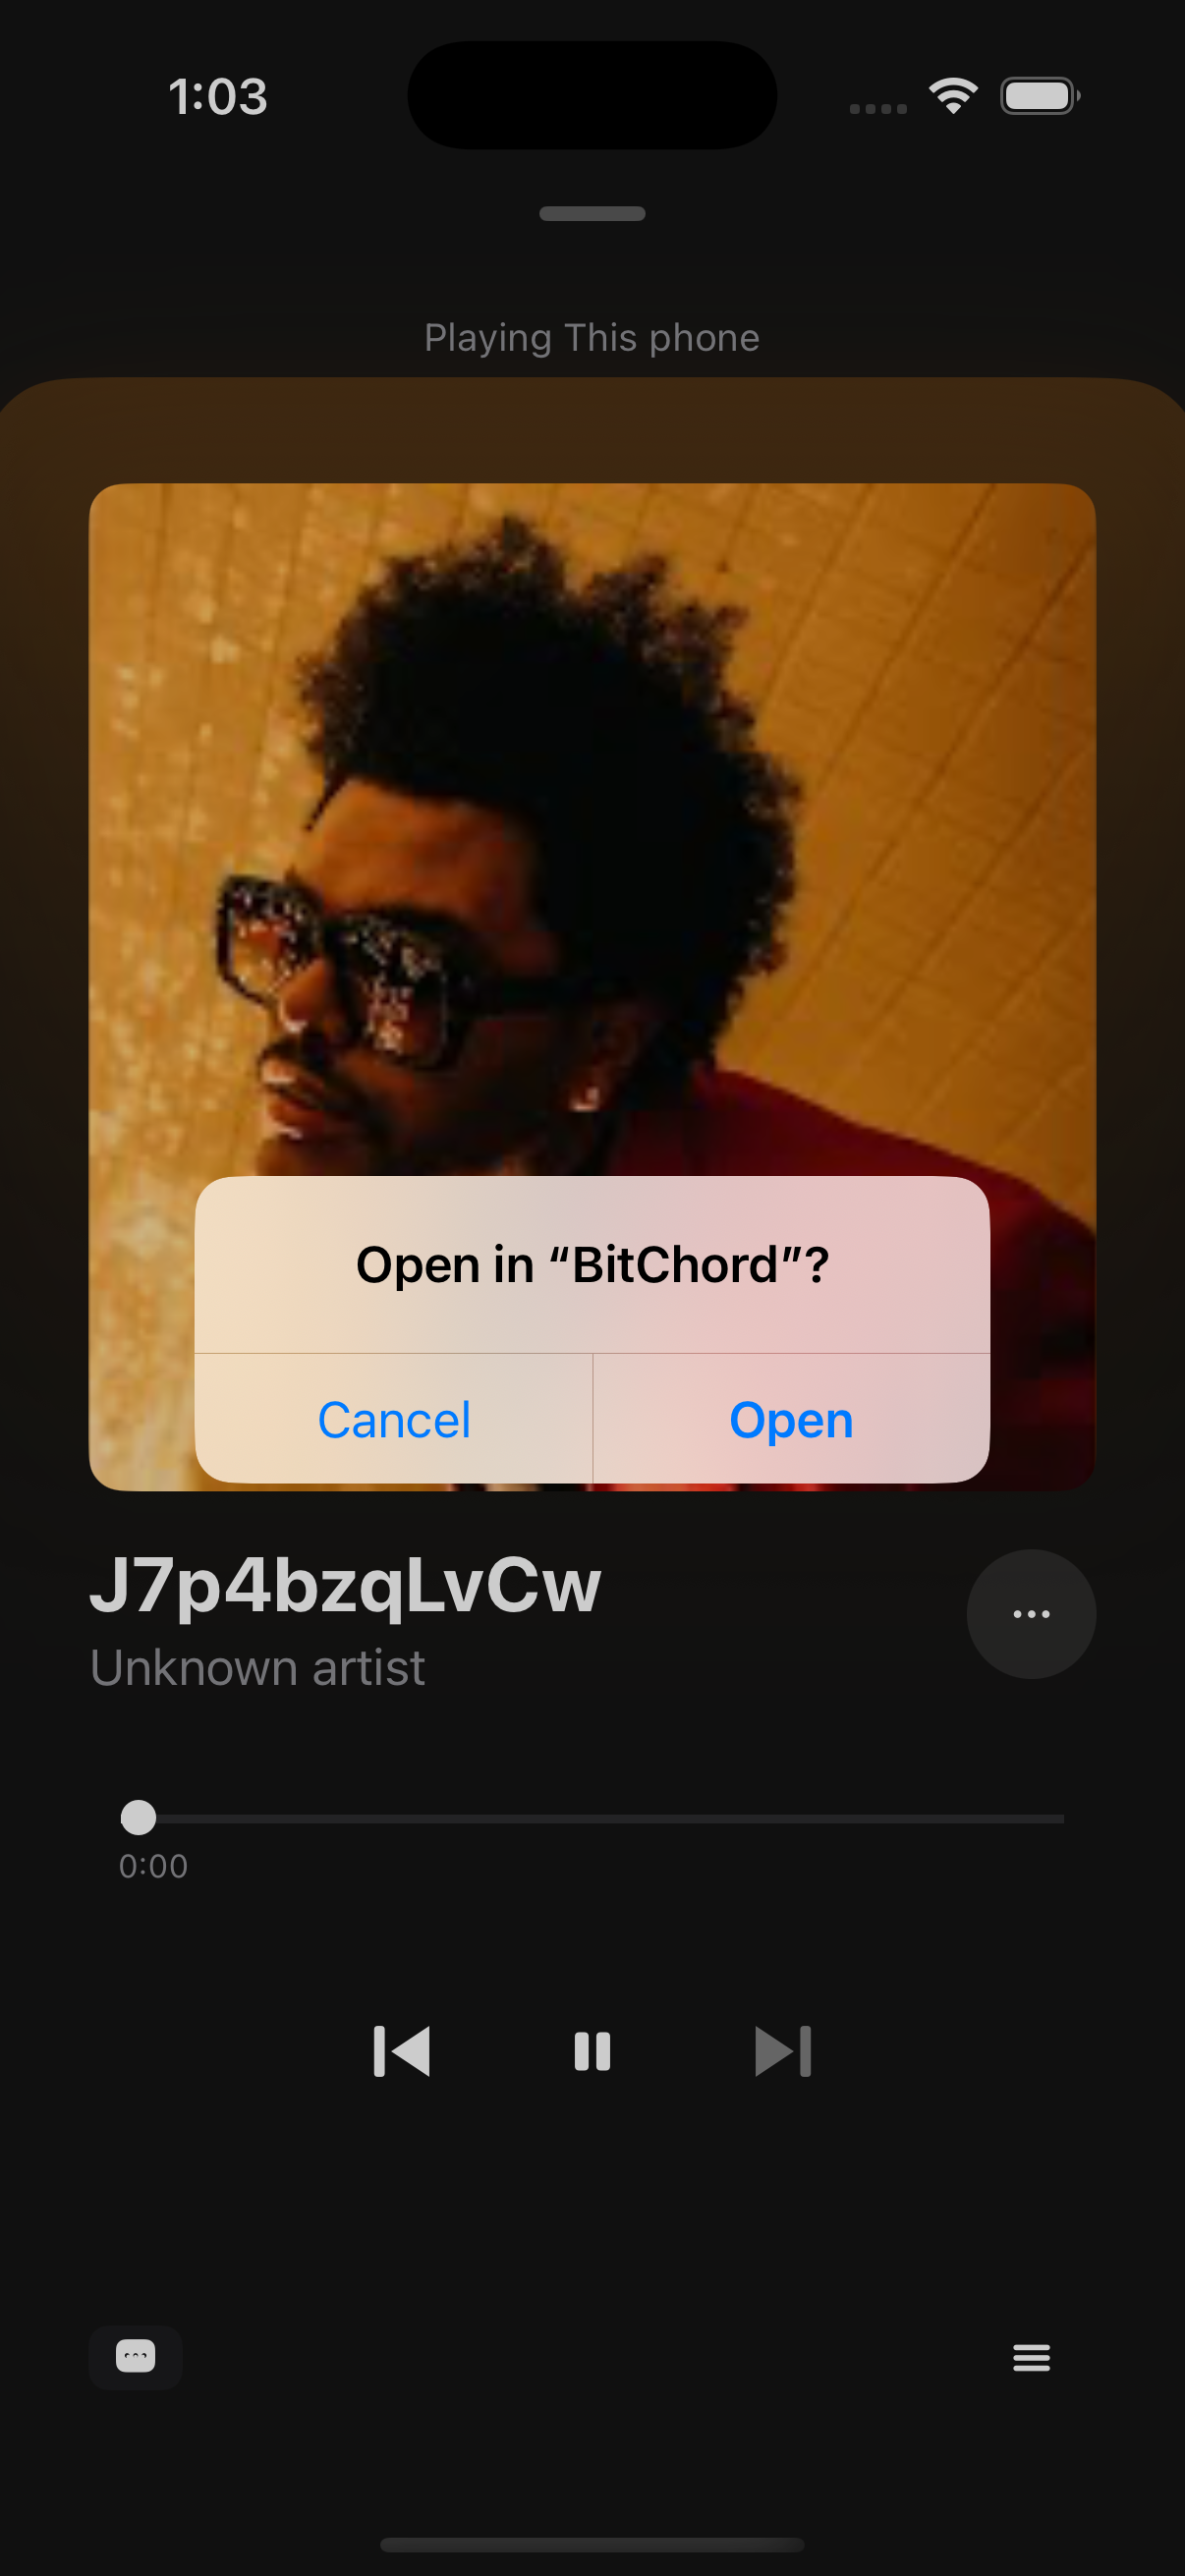 1:03
Playing This phone
Open in “BitChord”?
Cancel
Open
J7p4bzqLvCw
Unknown artist
0:00